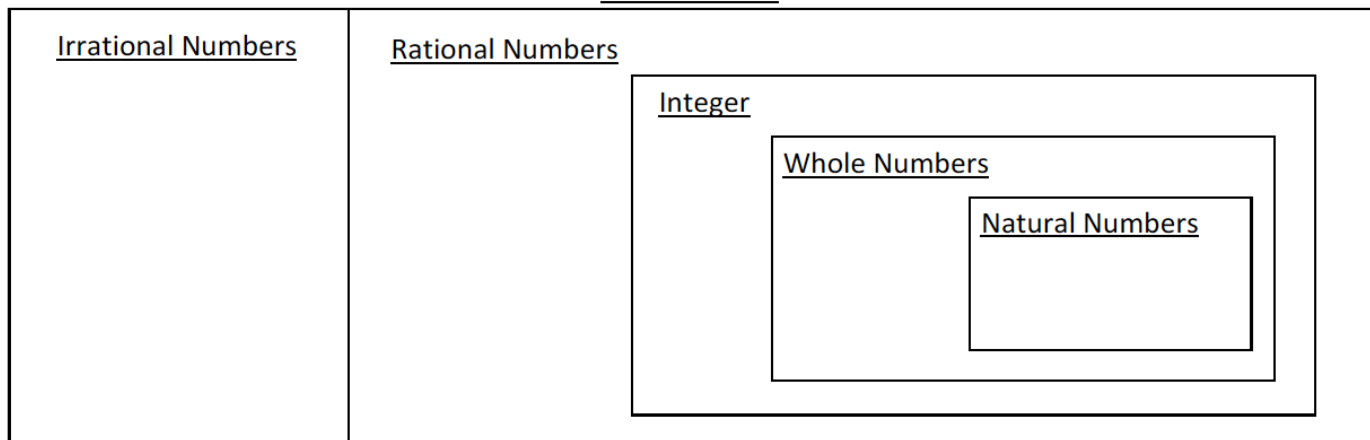 Irrational Numbers
Rational Numbers
Integer
Whole Numbers
Natural Numbers